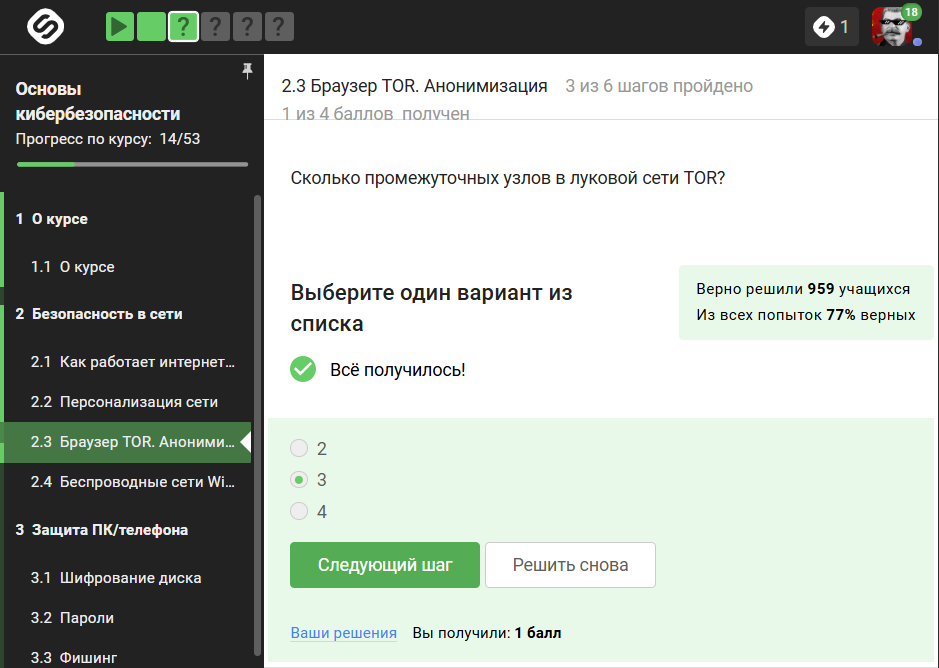 ? ? ? ?
1
18
Основы
кибербезопасности
Прогресс по курсу: 14/53
1 О курсе
1.1 О курсе
2 Безопасность в сети
2.1 Как работает интернет...
2.2 Персонализация сети
2.3 Браузер TOR. Аноними...
2.4 Беспроводные сети Wi...
3 Защита ПК/телефона
3.1 Шифрование диска
3.2 Пароли
3.3 Фишинг
2.3 Браузер TOR. Анонимизация 3 из 6 шагов пройдено
1 из 4 баллов получен
Сколько промежуточных узлов в луковой сети TOR?
Выберите один вариант из
списка
Верно решили 959 учащихся
Из всех попыток 77% верных
Всё получилось!
2
3
4
Следующий шаг
Решить снова
Ваши решения Вы получили: 1 балл